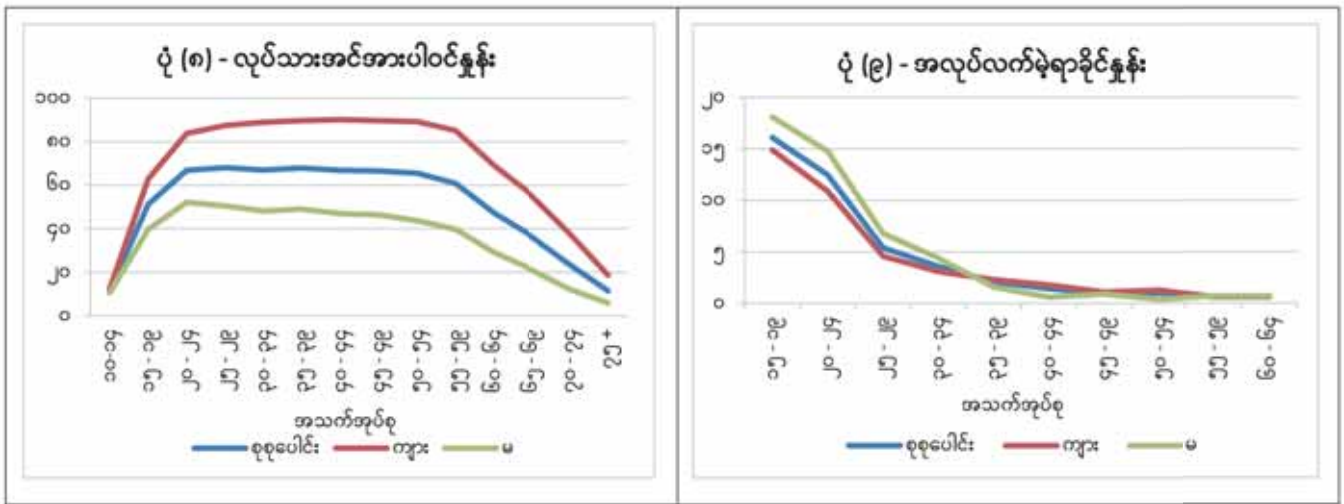 ပုံ (၈) - လုပ်သားအင်အားပါဝင်နှုန်း
၁၀၀
၈၀
၆၀
၄၀
၂၀
၀
၁၀-၁၄
၁၅ - ၁၉
၂၀ - ၂၄
၂၅ - ၂၉
၃၀ - ၃၄
၃၅ - ၃၉
၄၀ - ၄၄
၄၅ - ၄၉
၅၀ - ၅၄
၅၅ - ၅၉
၆၀ - ၆၄
၆၅ - ၆၉
၇၀ - ၇၄
၇၅ +
အသက်အုပ်စု
စုစုပေါင်း ကျား မ
ပုံ (၉) - အလုပ်လက်မဲ့ရာခိုင်နှုန်း
၂၀
၁၅
၁၀
၅
၀
၁၅ - ၁၉
၂၀ - ၂၄
၂၅ - ၂၉
၃၀ - ၃၄
၃၅ - ၃၉
၄၀ - ၄၄
၄၅ - ၄၉
၅၀ - ၅၄
၅၅ - ၅၉
၆၀ - ၆၄
အသက်အုပ်စု
စုစုပေါင်း ကျား မ